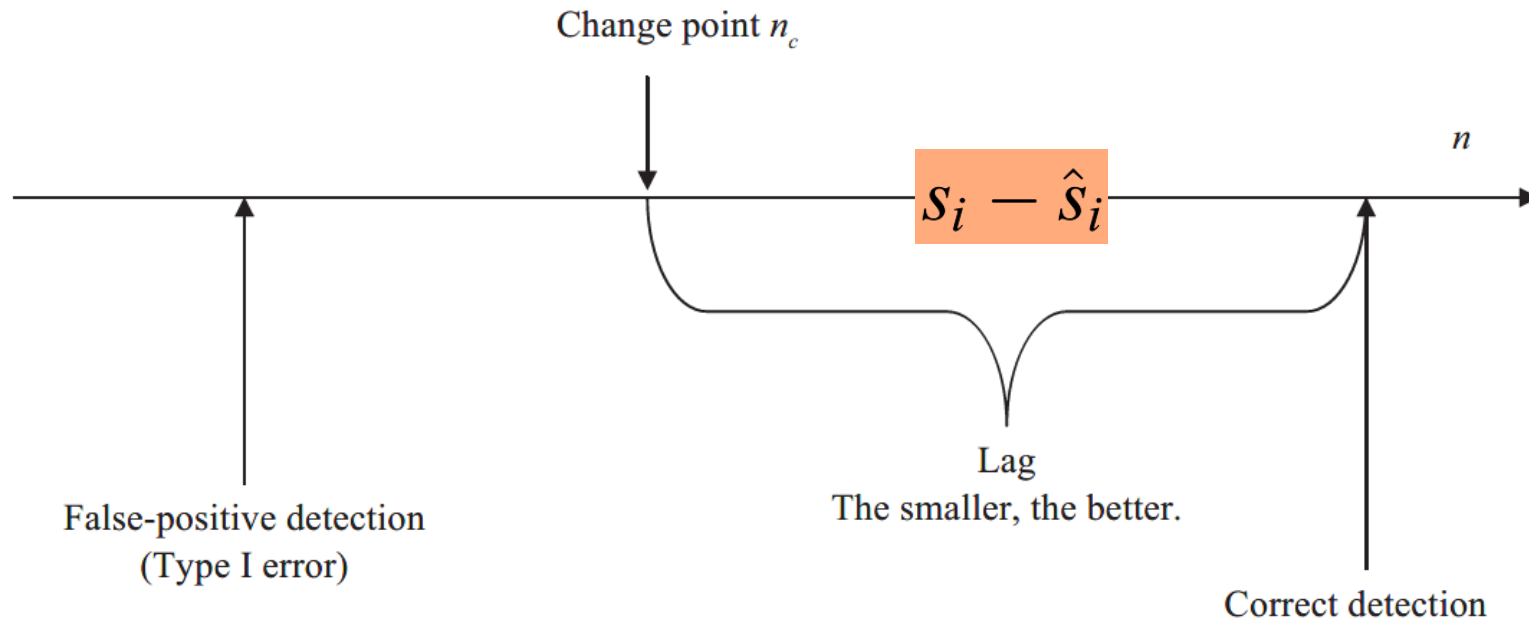 Change point n_c
n
s_i − ŝ_i
Lag
The smaller, the better.
False-positive detection
(Type I error)
Correct detection